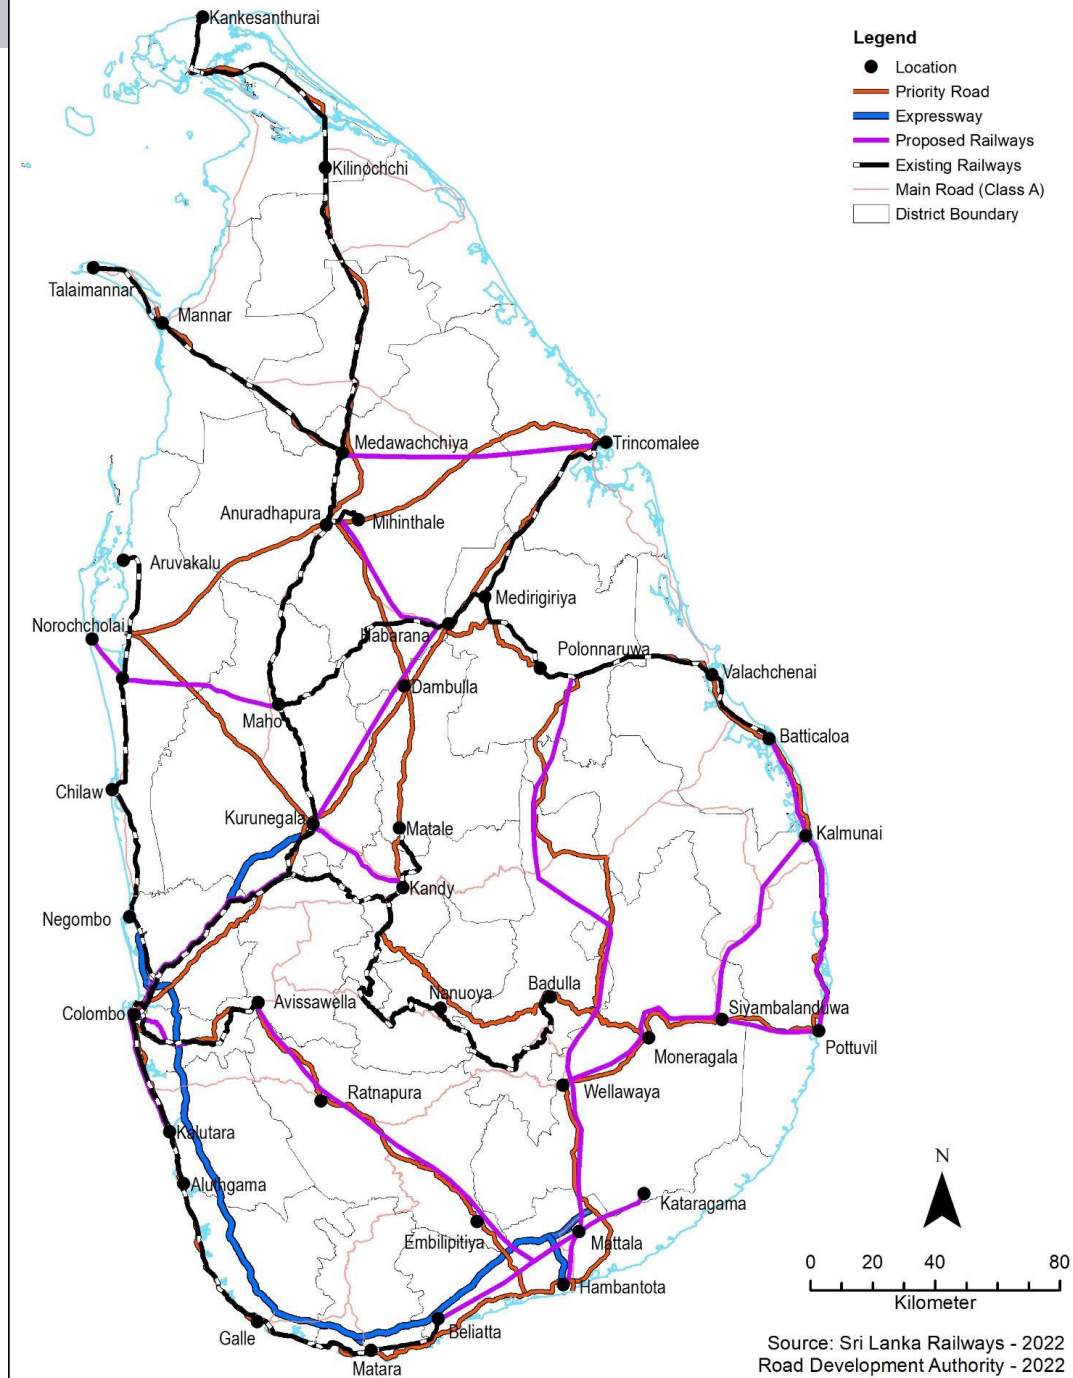 Kankesanthurai
Legend
Location
Priority Road
Expressway
Proposed Railways
Existing Railways
Main Road (Class A)
District Boundary
Kilinochchi
Talaimannar
Mannar
Medawachchiya
Trincomalee
Anuradhapura
Mihinthale
Aruvakalu
Medirigiriya
Norochcholai
Habarana
Polonnaruwa
Valachchenai
Dambulla
Maho
Batticaloa
Chilaw
Kurunegala
Matale
Kalmunai
Kandy
Negombo
Badulla
Nanuoya
Avissawella
Siyambalanduwa
Colombo
Pottuvil
Moneragala
Ratnapura
Wellawaya
Kalutara
N
Aluthgama
Kataragama
Embilipitiya
Mattala
0 20 40 60 80
Kilometer
Hambantota
Beliatta
Galle
Matara
Source: Sri Lanka Railways - 2022
Road Development Authority - 2022